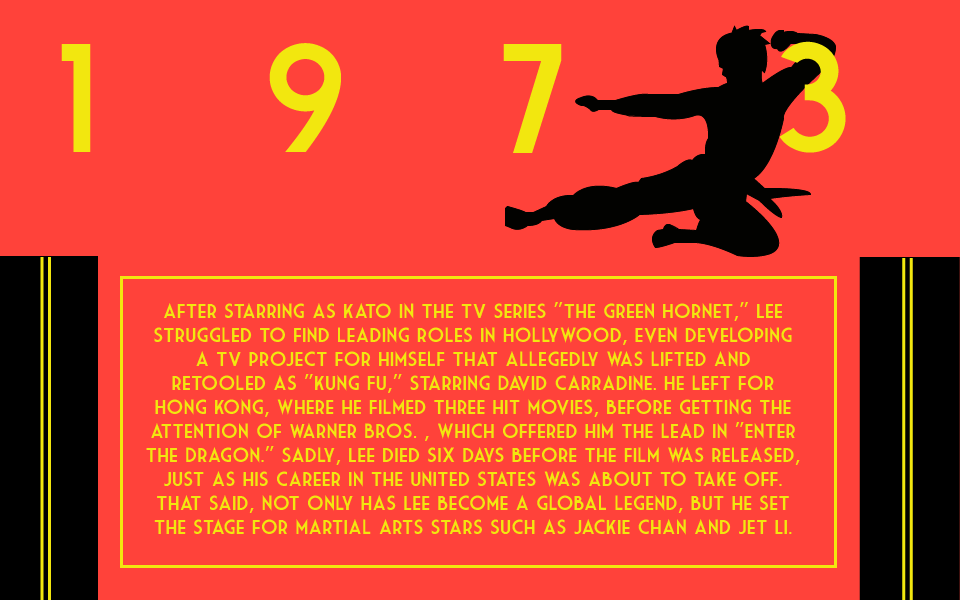 1 9 7 3
AFTER STARRING AS KATO IN THE TV SERIES "THE GREEN HORNET," LEE
STRUGGLED TO FIND LEADING ROLES IN HOLLYWOOD, EVEN DEVELOPING
A TV PROJECT FOR HIMSELF THAT ALLEGEDLY WAS LIFTED AND
RETOOLED AS "KUNG FU," STARRING DAVID CARRADINE. HE LEFT FOR
HONG KONG, WHERE HE FILMED THREE HIT MOVIES, BEFORE GETTING THE
ATTENTION OF WARNER BROS. , WHICH OFFERED HIM THE LEAD IN "ENTER
THE DRAGON." SADLY, LEE DIED SIX DAYS BEFORE THE FILM WAS RELEASED,
JUST AS HIS CAREER IN THE UNITED STATES WAS ABOUT TO TAKE OFF.
THAT SAID, NOT ONLY HAS LEE BECOME A GLOBAL LEGEND, BUT HE SET
THE STAGE FOR MARTIAL ARTS STARS SUCH AS JACKIE CHAN AND JET LI.